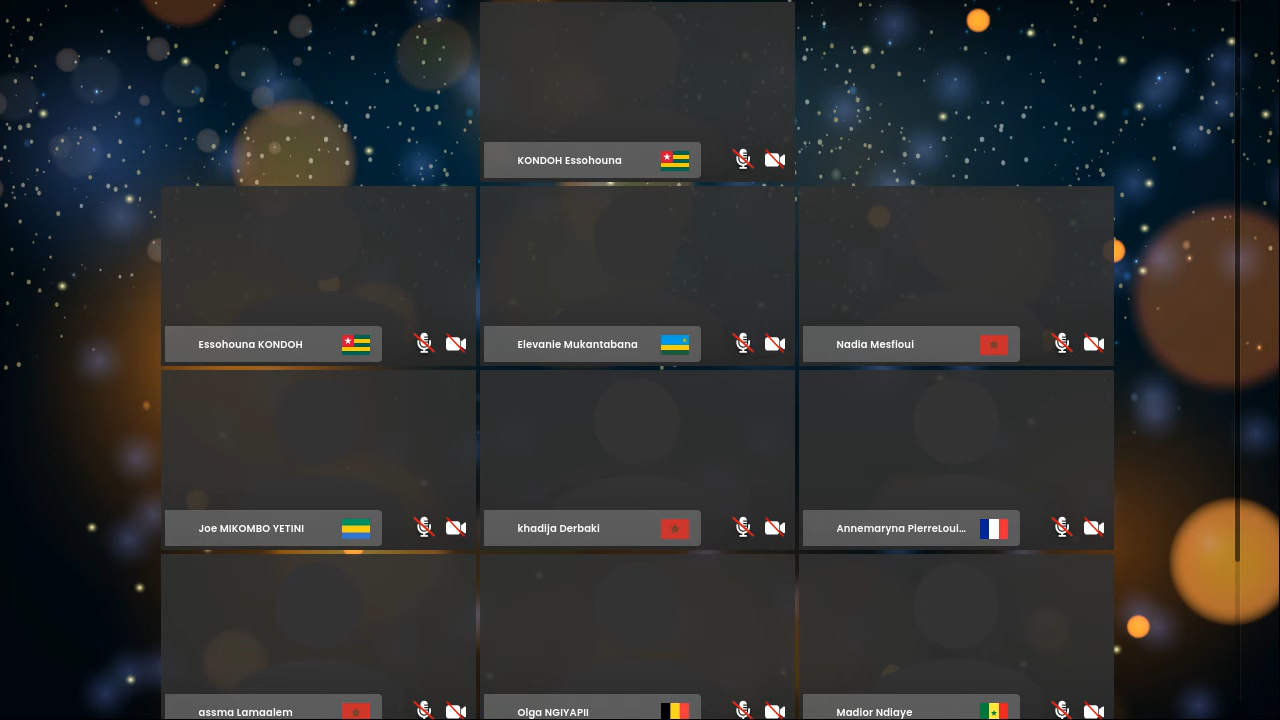 KONDOH Essohouna
Essohouna KONDOH
Elevanie Mukantabana
Nadia Mesfioui
Joe MIKOMBO YETINI
khadija Derbaki
Annemaryna PierreLoui...
assma Lamaalem
Olga NGIYAPII
Madior Ndiaye